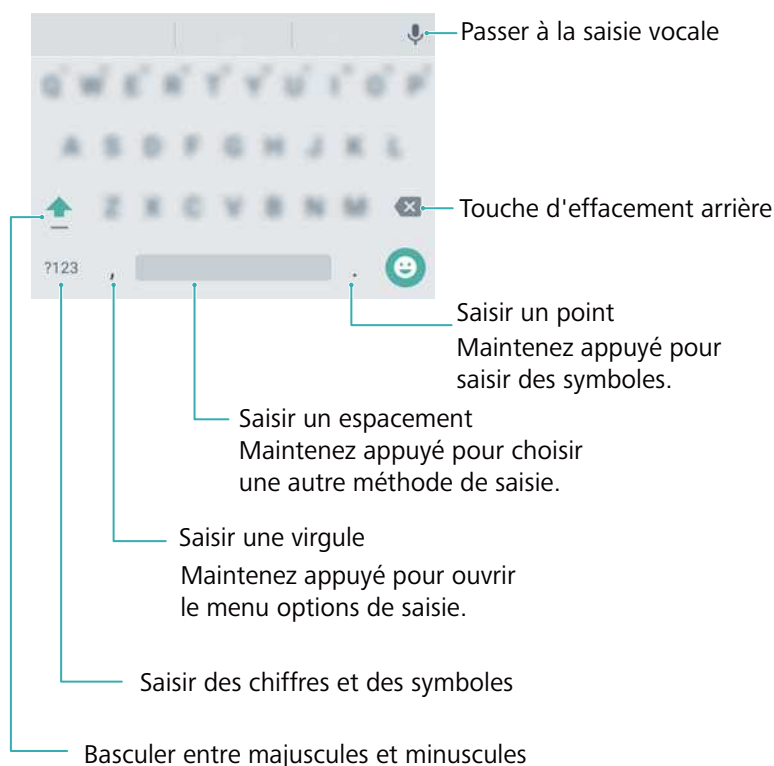 Passer à la saisie vocale
Q W E R T Y U I O P
A S D F G H J K L
Z X C V B N M
Touche d'effacement arrière
?123 , .
Saisir un point
Maintenez appuyé pour
saisir des symboles.
Saisir un espacement
Maintenez appuyé pour choisir
une autre méthode de saisie.
Saisir une virgule
Maintenez appuyé pour ouvrir
le menu options de saisie.
Saisir des chiffres et des symboles
Basculer entre majuscules et minuscules